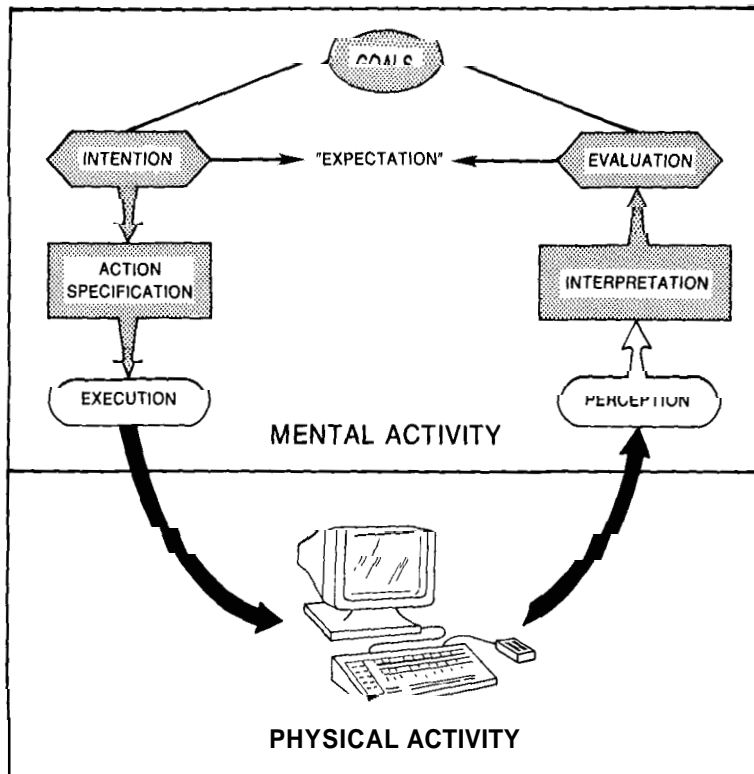 GOALS
INTENTION
"EXPECTATION"
EVALUATION
ACTION
SPECIFICATION
INTERPRETATION
EXECUTION
PERCEPTION
MENTAL ACTIVITY
PHYSICAL ACTIVITY